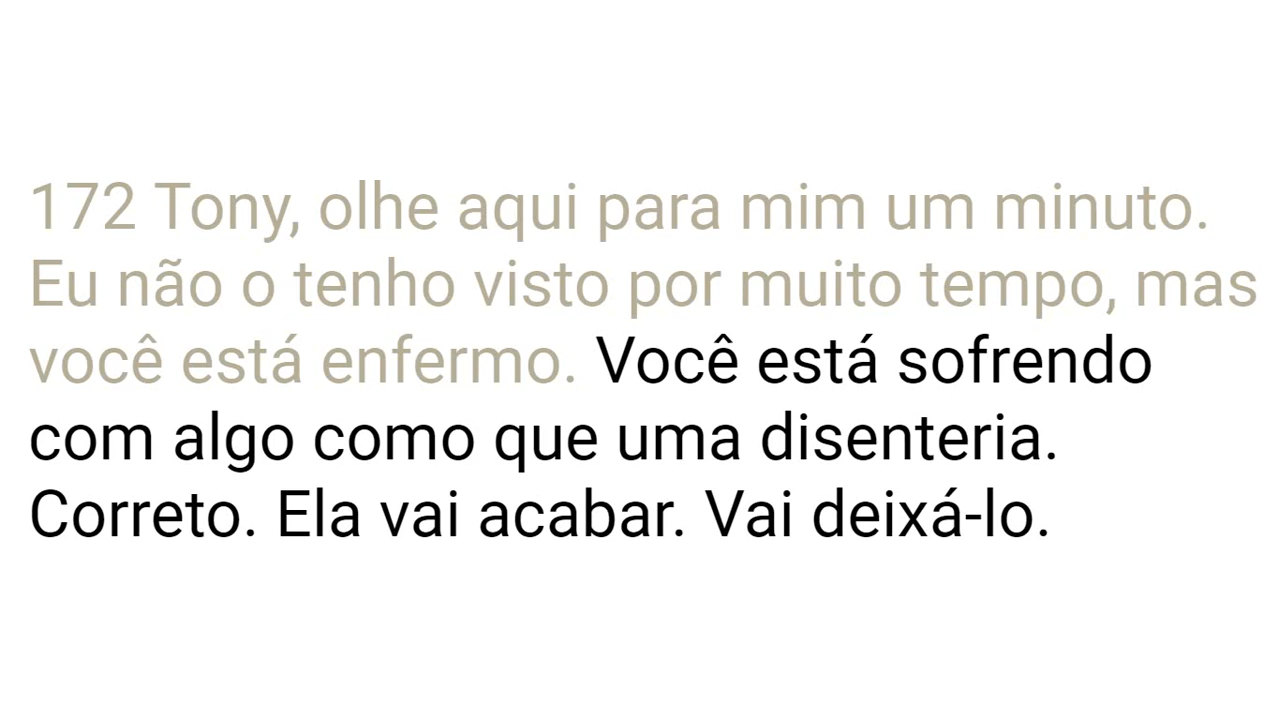 172 Tony, olhe aqui para mim um minuto.
Eu não o tenho visto por muito tempo, mas
você está enfermo. Você está sofrendo
com algo como que uma disenteria.
Correto. Ela vai acabar. Vai deixá-lo.